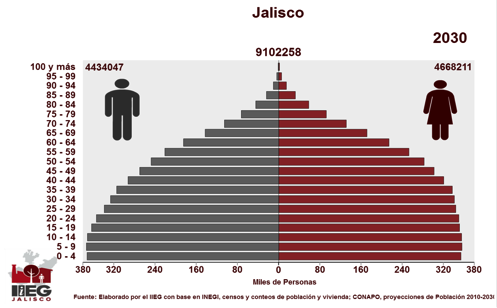 Jalisco
2030
9102258
4434047
4668211
100 y más
95 - 99
90 - 94
85 - 89
80 - 84
75 - 79
70 - 74
65 - 69
60 - 64
55 - 59
50 - 54
45 - 49
40 - 44
35 - 39
30 - 34
25 - 29
20 - 24
15 - 19
10 - 14
5 - 9
0 - 4
380 320 240 160 80 0 80 160 240 320 380
Miles de Personas
IIEG
JALISCO
Fuente: Elaborado por el IIEG con base en INEGI, censos y conteos de población y vivienda; CONAPO, proyecciones de Población 2010-2030